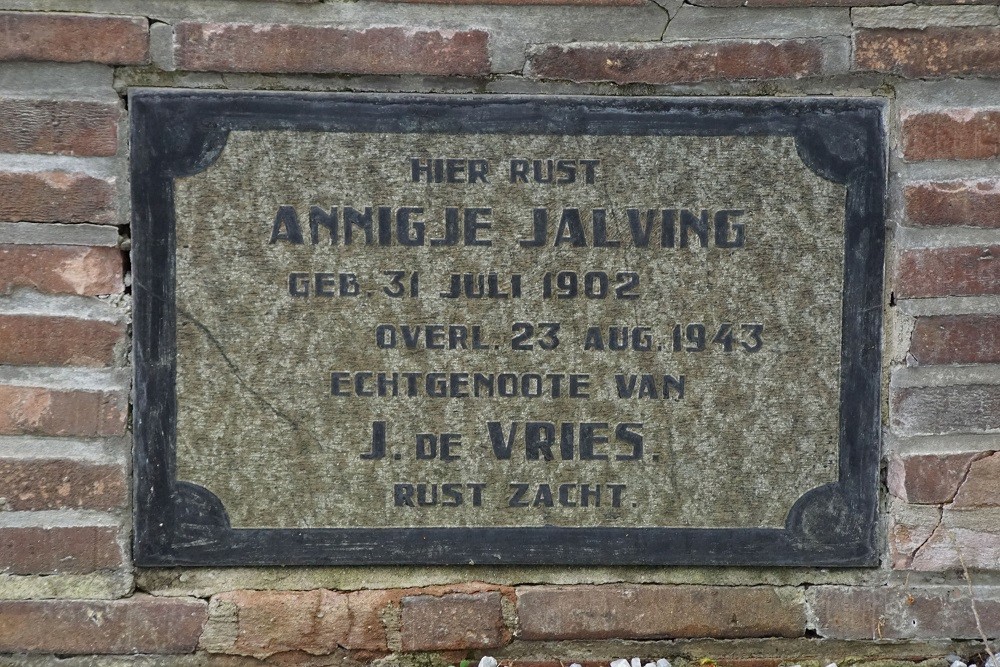 HIER RUST
ANNIGJE JALVING
GEB. 31 JULI 1902
OVERL. 23 AUG. 1943
ECHTGENOOTE VAN
J. DE VRIES.
RUST ZACHT.